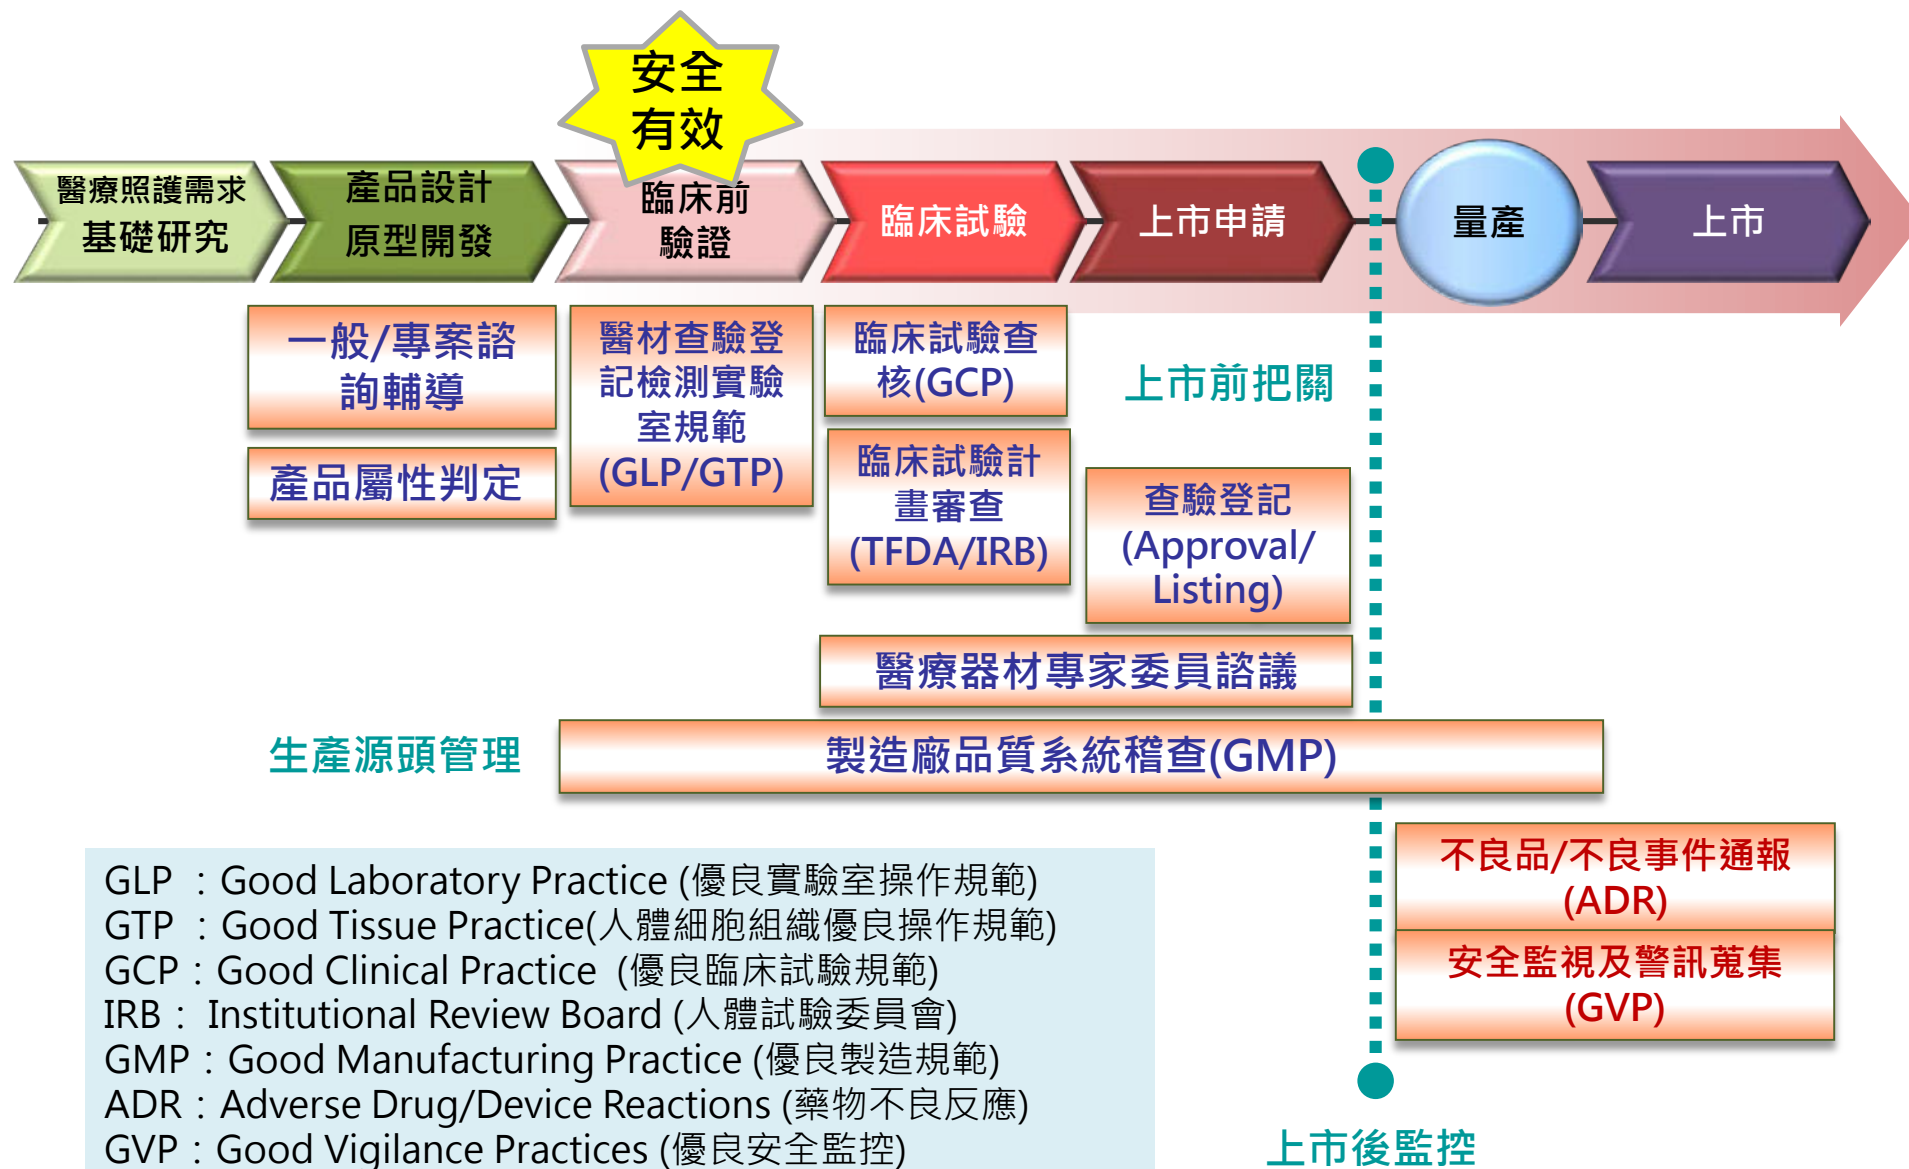 安全
有效
醫療照護需求
基礎研究
產品設計
原型開發
臨床前
驗證
臨床試驗
上市申請
量產
上市
一般/專案諮
詢輔導
產品屬性判定
醫材查驗登
記檢測實驗
室規範
(GLP/GTP)
臨床試驗查
核(GCP)
臨床試驗計
畫審查
(TFDA/IRB)
上市前把關
查驗登記
(Approval/
Listing)
醫療器材專家委員諮議
生產源頭管理
製造廠品質系統稽查(GMP)
不良品/不良事件通報
(ADR)
安全監視及警訊蒐集
(GVP)
GLP ：Good Laboratory Practice (優良實驗室操作規範)
GTP ：Good Tissue Practice(人體細胞組織優良操作規範)
GCP：Good Clinical Practice (優良臨床試驗規範)
IRB： Institutional Review Board (人體試驗委員會)
GMP：Good Manufacturing Practice (優良製造規範)
ADR：Adverse Drug/Device Reactions (藥物不良反應)
GVP：Good Vigilance Practices (優良安全監控)
上市後監控